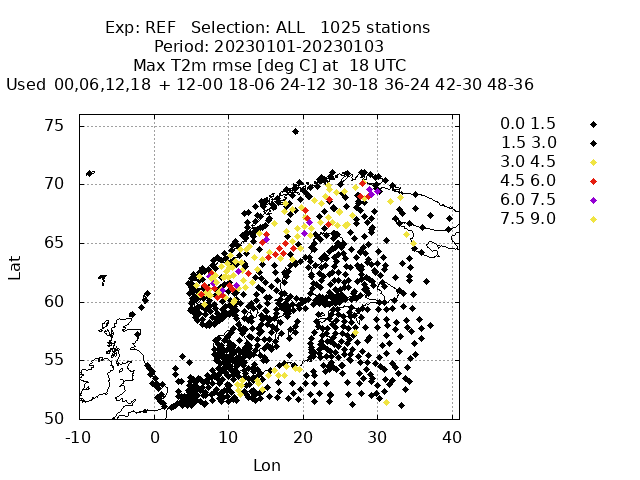 Exp: REF   Selection: ALL   1025 stations
Period: 20230101-20230103
Max T2m rmse [deg C] at  18 UTC
Used  00,06,12,18  + 12-00 18-06 24-12 30-18 36-24 42-30 48-36
0.0 1.5
1.5 3.0
3.0 4.5
4.5 6.0
6.0 7.5
7.5 9.0
75
70
65
60
55
50
Lat
-10 0 10 20 30 40
Lon